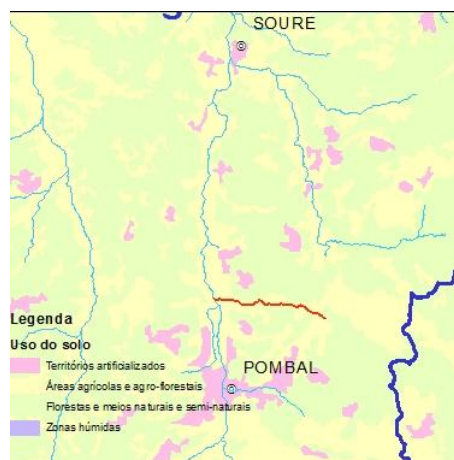 SOURE
Legenda
Uso do solo
Territórios artificializados
POMBAL
Áreas agrícolas e agro-florestais
Florestas e meios naturais e semi-naturais
Zonas húmidas